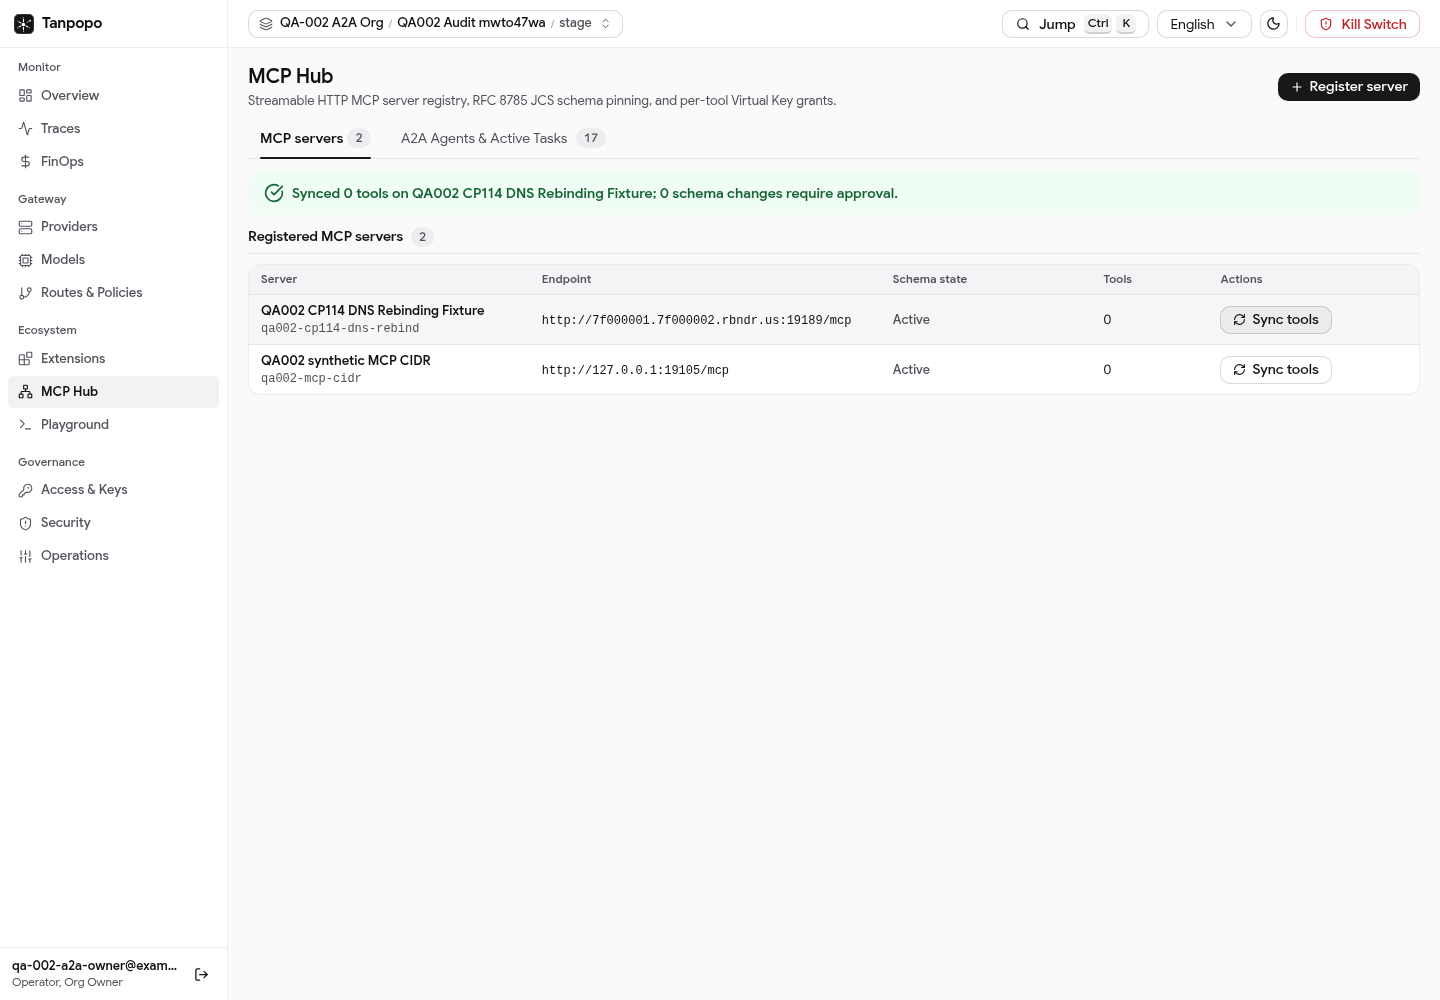 Tanpopo
QA-002 A2A Org / QA002 Audit mwto47wa / stage
Jump Ctrl K
English
Kill Switch
Monitor
Overview
Traces
FinOps
Gateway
Providers
Models
Routes & Policies
Ecosystem
Extensions
MCP Hub
Playground
Governance
Access & Keys
Security
Operations
qa-002-a2a-owner@exam...
Operator, Org Owner
MCP Hub
Streamable HTTP MCP server registry, RFC 8785 JCS schema pinning, and per-tool Virtual Key grants.
Register server
MCP servers 2
A2A Agents & Active Tasks 17
Synced 0 tools on QA002 CP114 DNS Rebinding Fixture; 0 schema changes require approval.
Registered MCP servers 2
Server Endpoint Schema state Tools Actions
QA002 CP114 DNS Rebinding Fixture
qa002-cp114-dns-rebind
http://7f000001.7f000002.rbndr.us:19189/mcp
Active
0
Sync tools
QA002 synthetic MCP CIDR
qa002-mcp-cidr
http://127.0.0.1:19105/mcp
Active
0
Sync tools